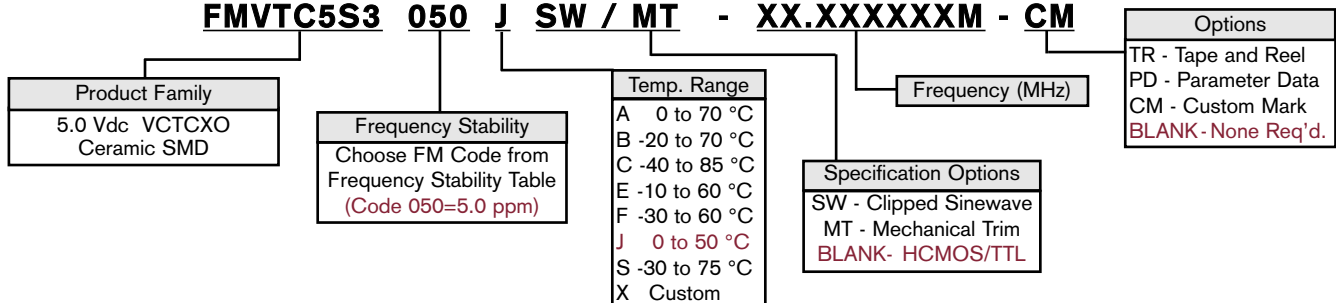 FMVTC5S3 050 J SW / MT - XX.XXXXXXM - CM
Product Family
5.0 Vdc VCTCXO
Ceramic SMD
Frequency Stability
Choose FM Code from
Frequency Stability Table
(Code 050=5.0 ppm)
Temp. Range
A 0 to 70 °C
B -20 to 70 °C
C -40 to 85 °C
E -10 to 60 °C
F -30 to 60 °C
J 0 to 50 °C
S -30 to 75 °C
X Custom
Specification Options
SW - Clipped Sinewave
MT - Mechanical Trim
BLANK- HCMOS/TTL
Frequency (MHz)
Options
TR - Tape and Reel
PD - Parameter Data
CM - Custom Mark
BLANK - None Req'd.